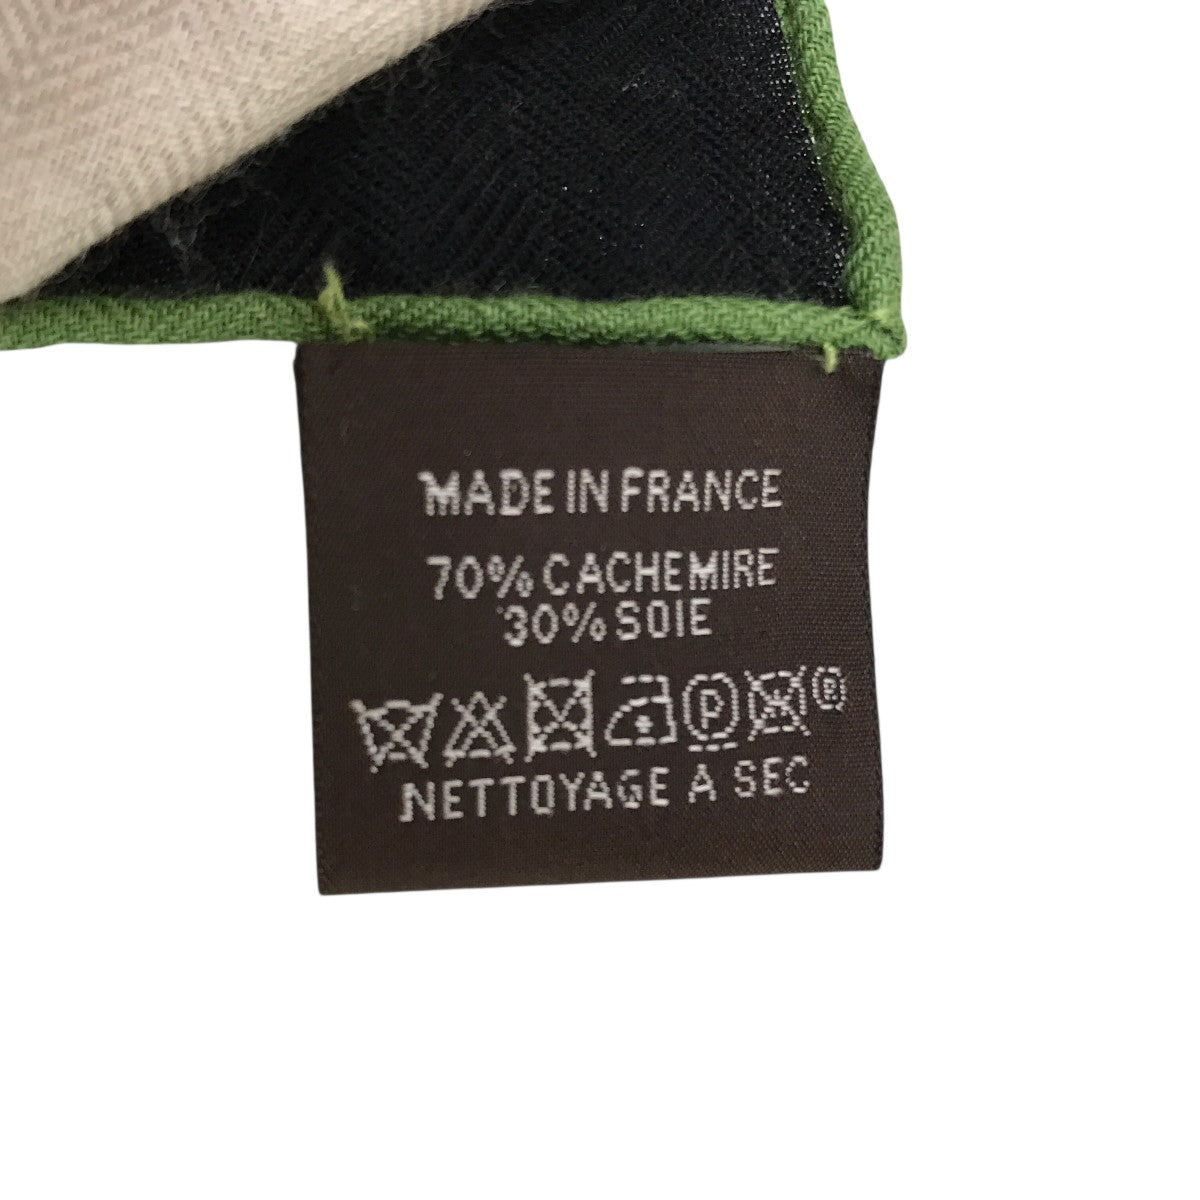 MADE IN FRANCE
70% CACHEMIRE
30% SOIE
P ®
NETTOYAGE A SEC